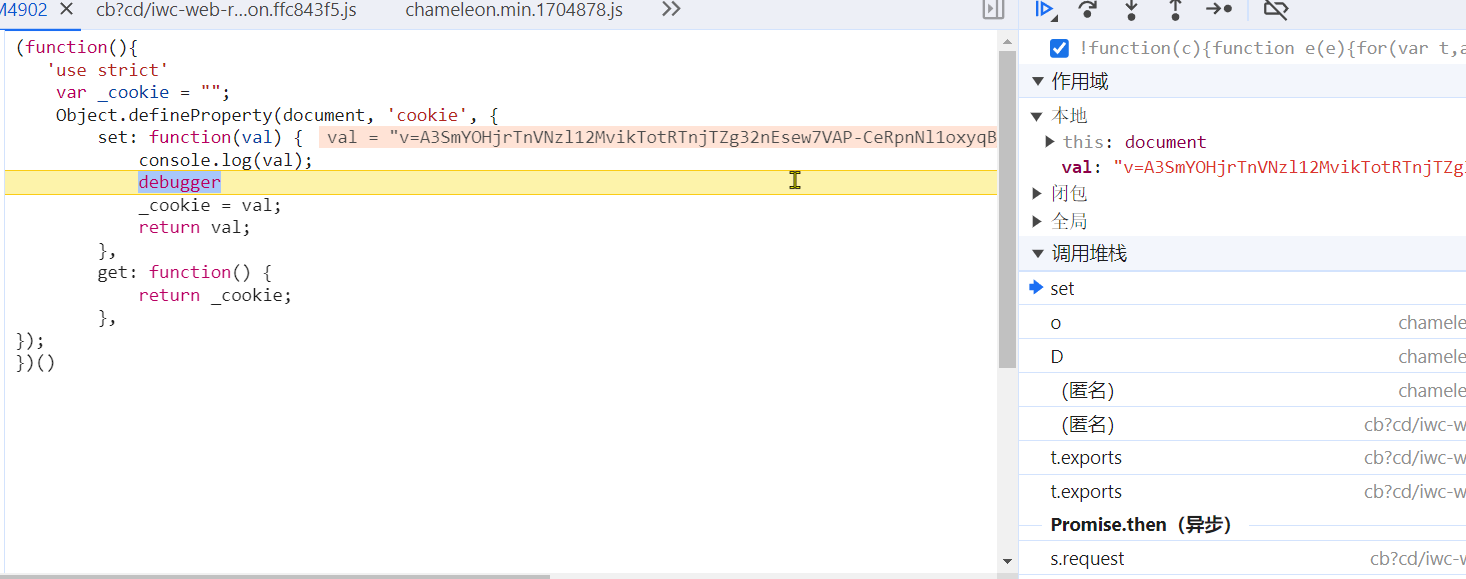 M4902 × cb?cd/iwc-web-r...on.ffc843f5.js chameleon.min.1704878.js >>
(function(){
'use strict'
var _cookie = "";
Object.defineProperty(document, 'cookie', {
set: function(val) { val = "v=A3SmYOHjrTnVNzl12MvikTotRTnjTZg32nEsew7VAP-CeRpnNl1oxyqB
console.log(val);
debugger
_cookie = val;
return val;
},
get: function() {
return _cookie;
},
});
})()
!function(c){function e(e){for(var t,a
作用域
本地
this: document
val: "v=A3SmYOHjrTnVNzl12MvikTotRTnjTZg
闭包
全局
调用堆栈
set
o chamele
D chamele
(匿名) chamele
(匿名) cb?cd/iwc-w
t.exports cb?cd/iwc-w
t.exports cb?cd/iwc-w
Promise.then（异步）
s.request cb?cd/iwc-w